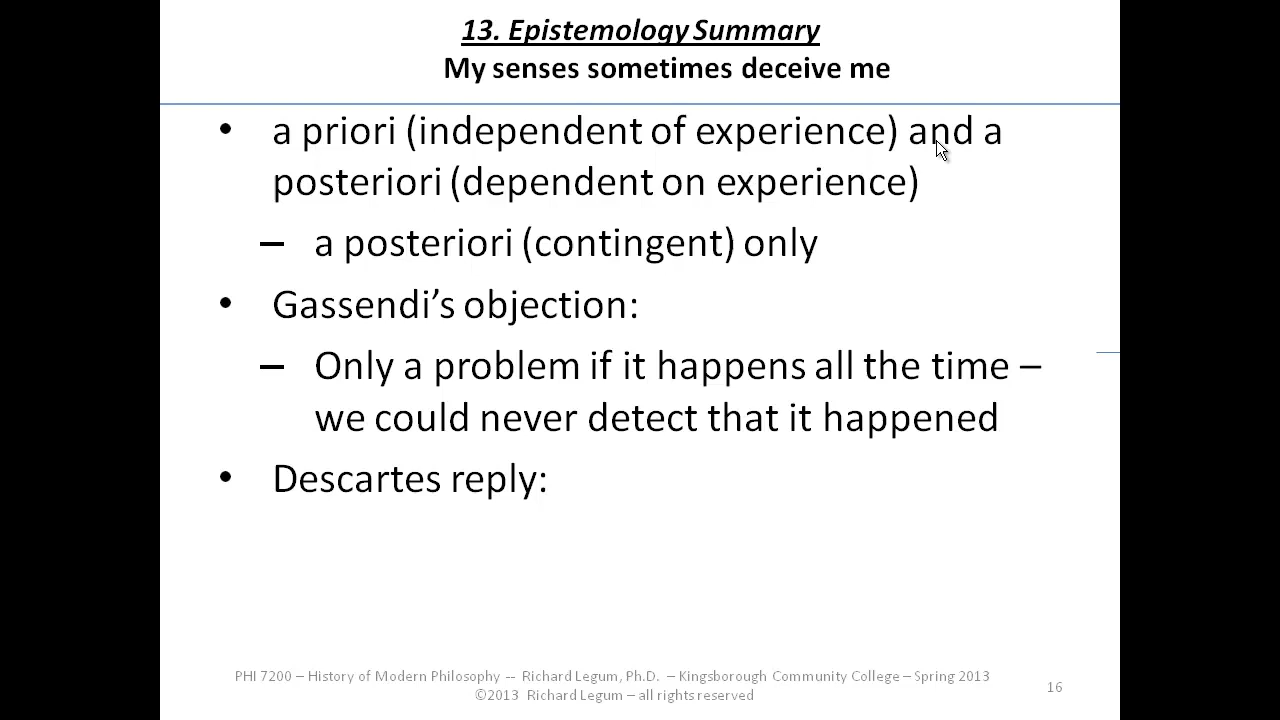 13. Epistemology Summary
My senses sometimes deceive me
• a priori (independent of experience) and a
posteriori (dependent on experience)
– a posteriori (contingent) only
• Gassendi’s objection:
– Only a problem if it happens all the time –
we could never detect that it happened
• Descartes reply:
PHI 7200 – History of Modern Philosophy -- Richard Legum, Ph.D. – Kingsborough Community College – Spring 2013
©2013 Richard Legum – all rights reserved
16